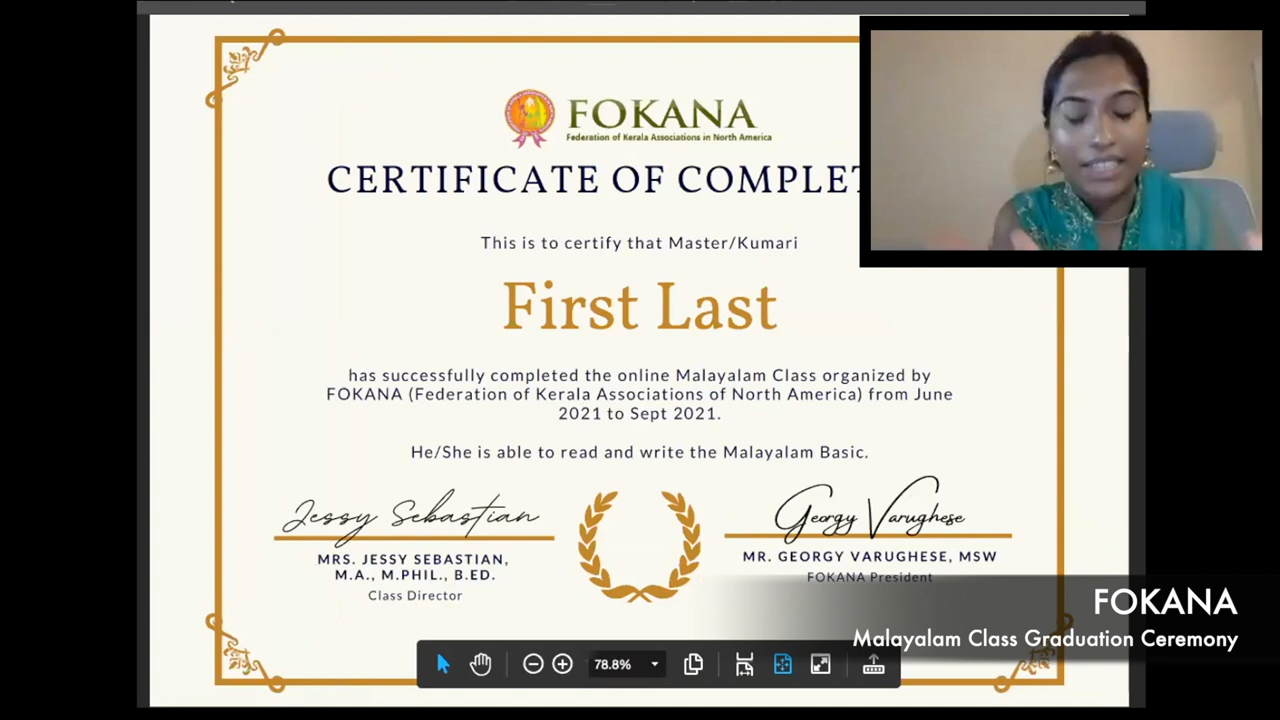 FOKANA
Federation of Kerala Associations in North America
CERTIFICATE OF COMPLET
This is to certify that Master/Kumari
First Last
has successfully completed the online Malayalam Class organized by
FOKANA (Federation of Kerala Associations of North America) from June
2021 to Sept 2021.
He/She is able to read and write the Malayalam Basic.
Jessy Sebastian
MRS. JESSY SEBASTIAN,
M.A., M.PHIL., B.ED.
Class Director
Georgy Varughese
MR. GEORGY VARUGHESE, MSW
FOKANA President
FOKANA
Malayalam Class Graduation Ceremony
78.8%